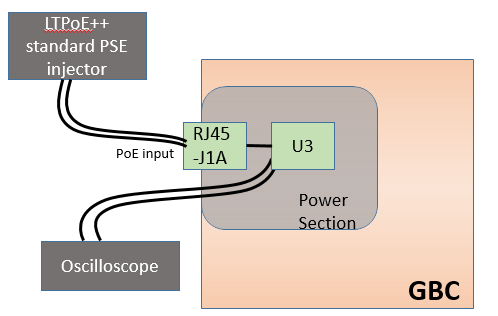 LTPoE++
standard PSE
injector
RJ45
-J1A
U3
PoE input
Power
Section
Oscilloscope
GBC